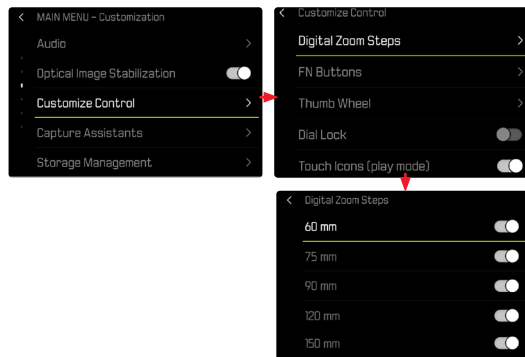 MAIN MENU - Customization
Audio
Optical Image Stabilization
Customize Control
Capture Assistants
Storage Management
Customize Control
Digital Zoom Steps
FN Buttons
Thumb Wheel
Dial Lock
Touch Icons (play mode)
Digital Zoom Steps
60 mm
75 mm
90 mm
120 mm
150 mm